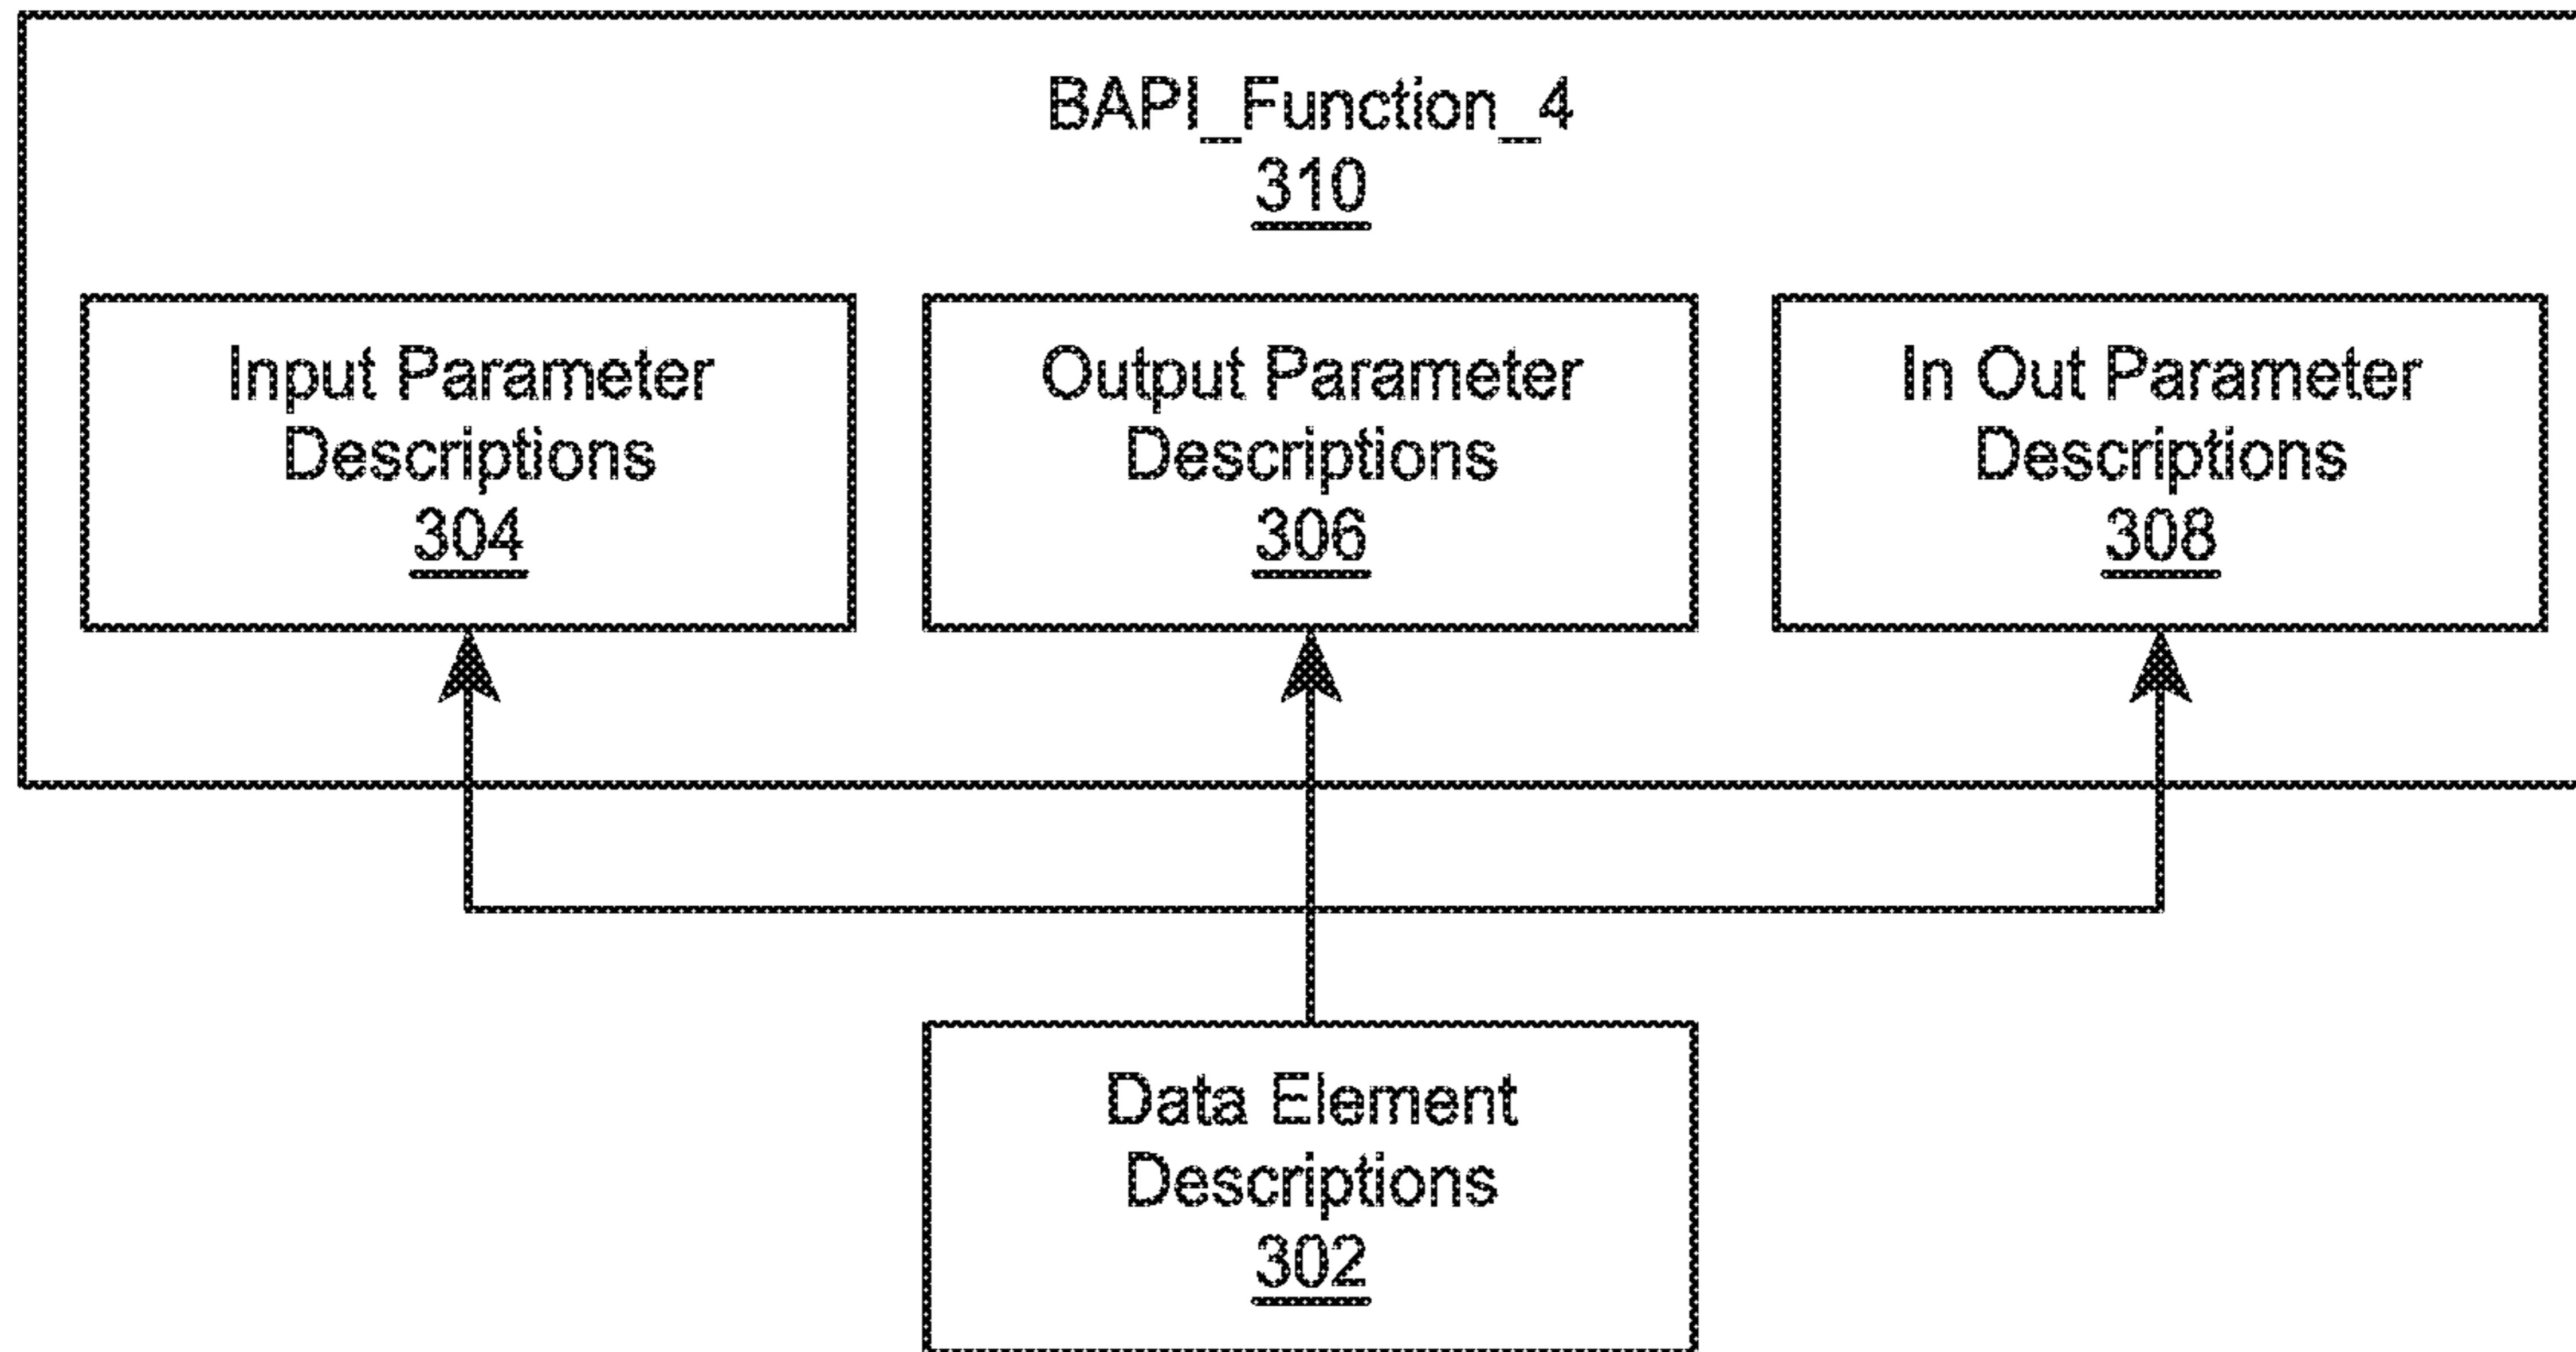 BAPI_Function_4
310
Input Parameter
Descriptions
304
Output Parameter
Descriptions
306
In Out Parameter
Descriptions
308
Data Element
Descriptions
302